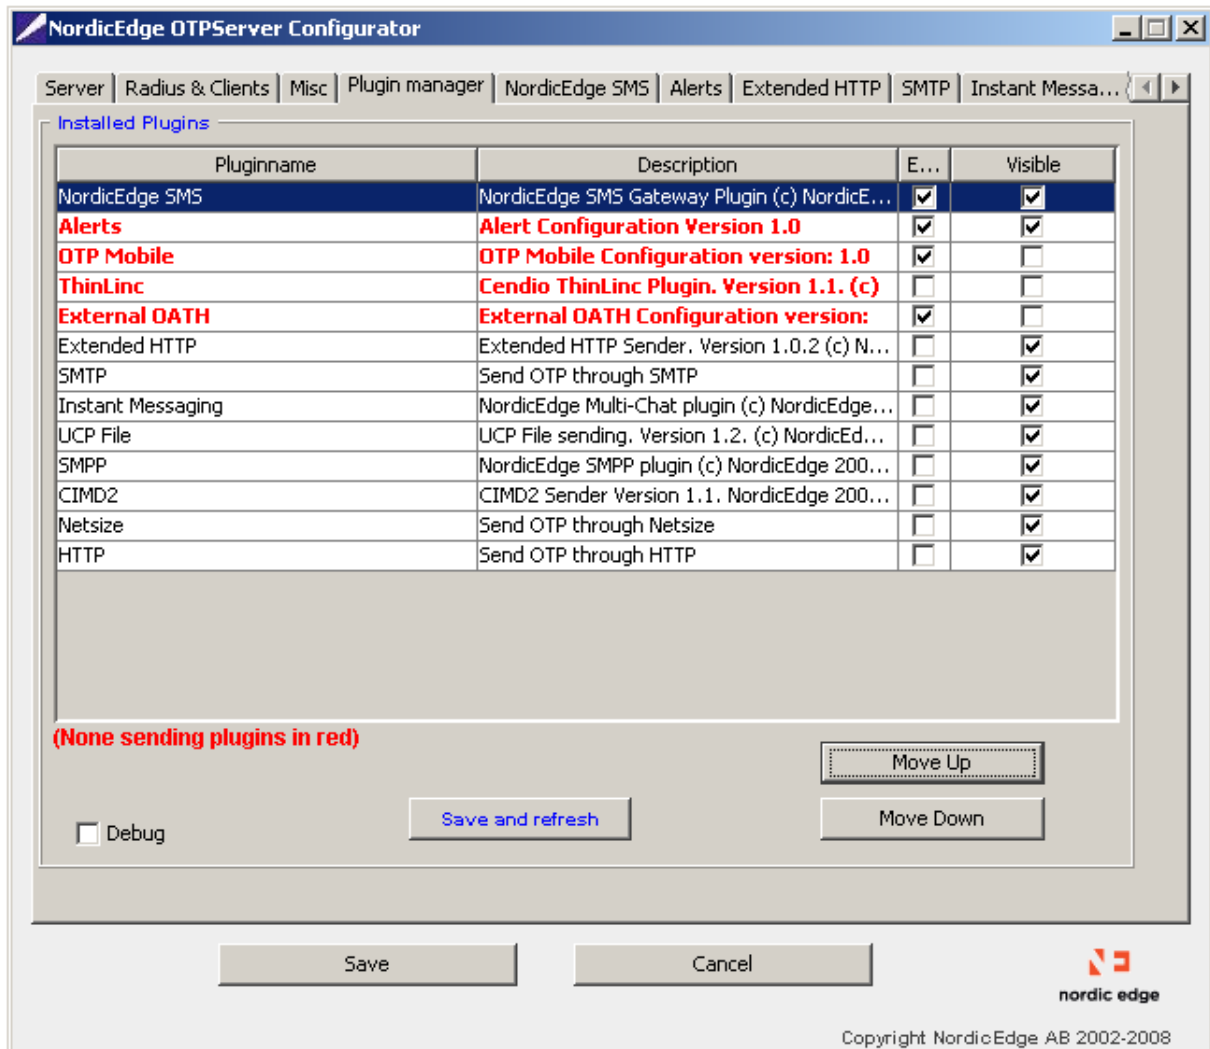 NordicEdge OTPServer Configurator
Server Radius & Clients Misc Plugin manager NordicEdge SMS Alerts Extended HTTP SMTP Instant Messa...
Installed Plugins
Pluginname Description E... Visible
NordicEdge SMS NordicEdge SMS Gateway Plugin (c) NordicE...
Alerts Alert Configuration Version 1.0
OTP Mobile OTP Mobile Configuration version: 1.0
ThinLinc Cendio ThinLinc Plugin. Version 1.1. (c)
External OATH External OATH Configuration version:
Extended HTTP Extended HTTP Sender. Version 1.0.2 (c) N...
SMTP Send OTP through SMTP
Instant Messaging NordicEdge Multi-Chat plugin (c) NordicEdge...
UCP File UCP File sending. Version 1.2. (c) NordicEd...
SMPP NordicEdge SMPP plugin (c) NordicEdge 200...
CIMD2 CIMD2 Sender Version 1.1. NordicEdge 200...
Netsize Send OTP through Netsize
HTTP Send OTP through HTTP
(None sending plugins in red)
Move Up
Debug Save and refresh Move Down
Save Cancel
nordic edge
Copyright NordicEdge AB 2002-2008